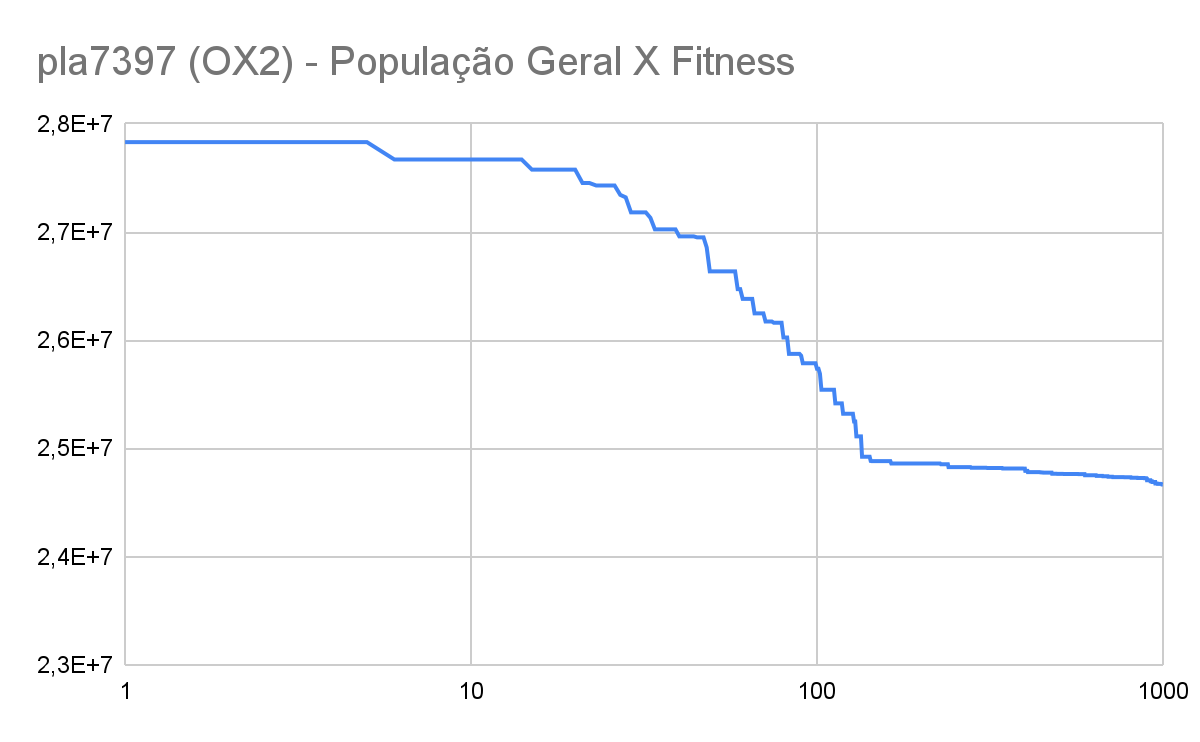 pla7397 (OX2) - População Geral X Fitness
2,8E+7
2,7E+7
2,6E+7
2,5E+7
2,4E+7
2,3E+7
1 10 100 1000